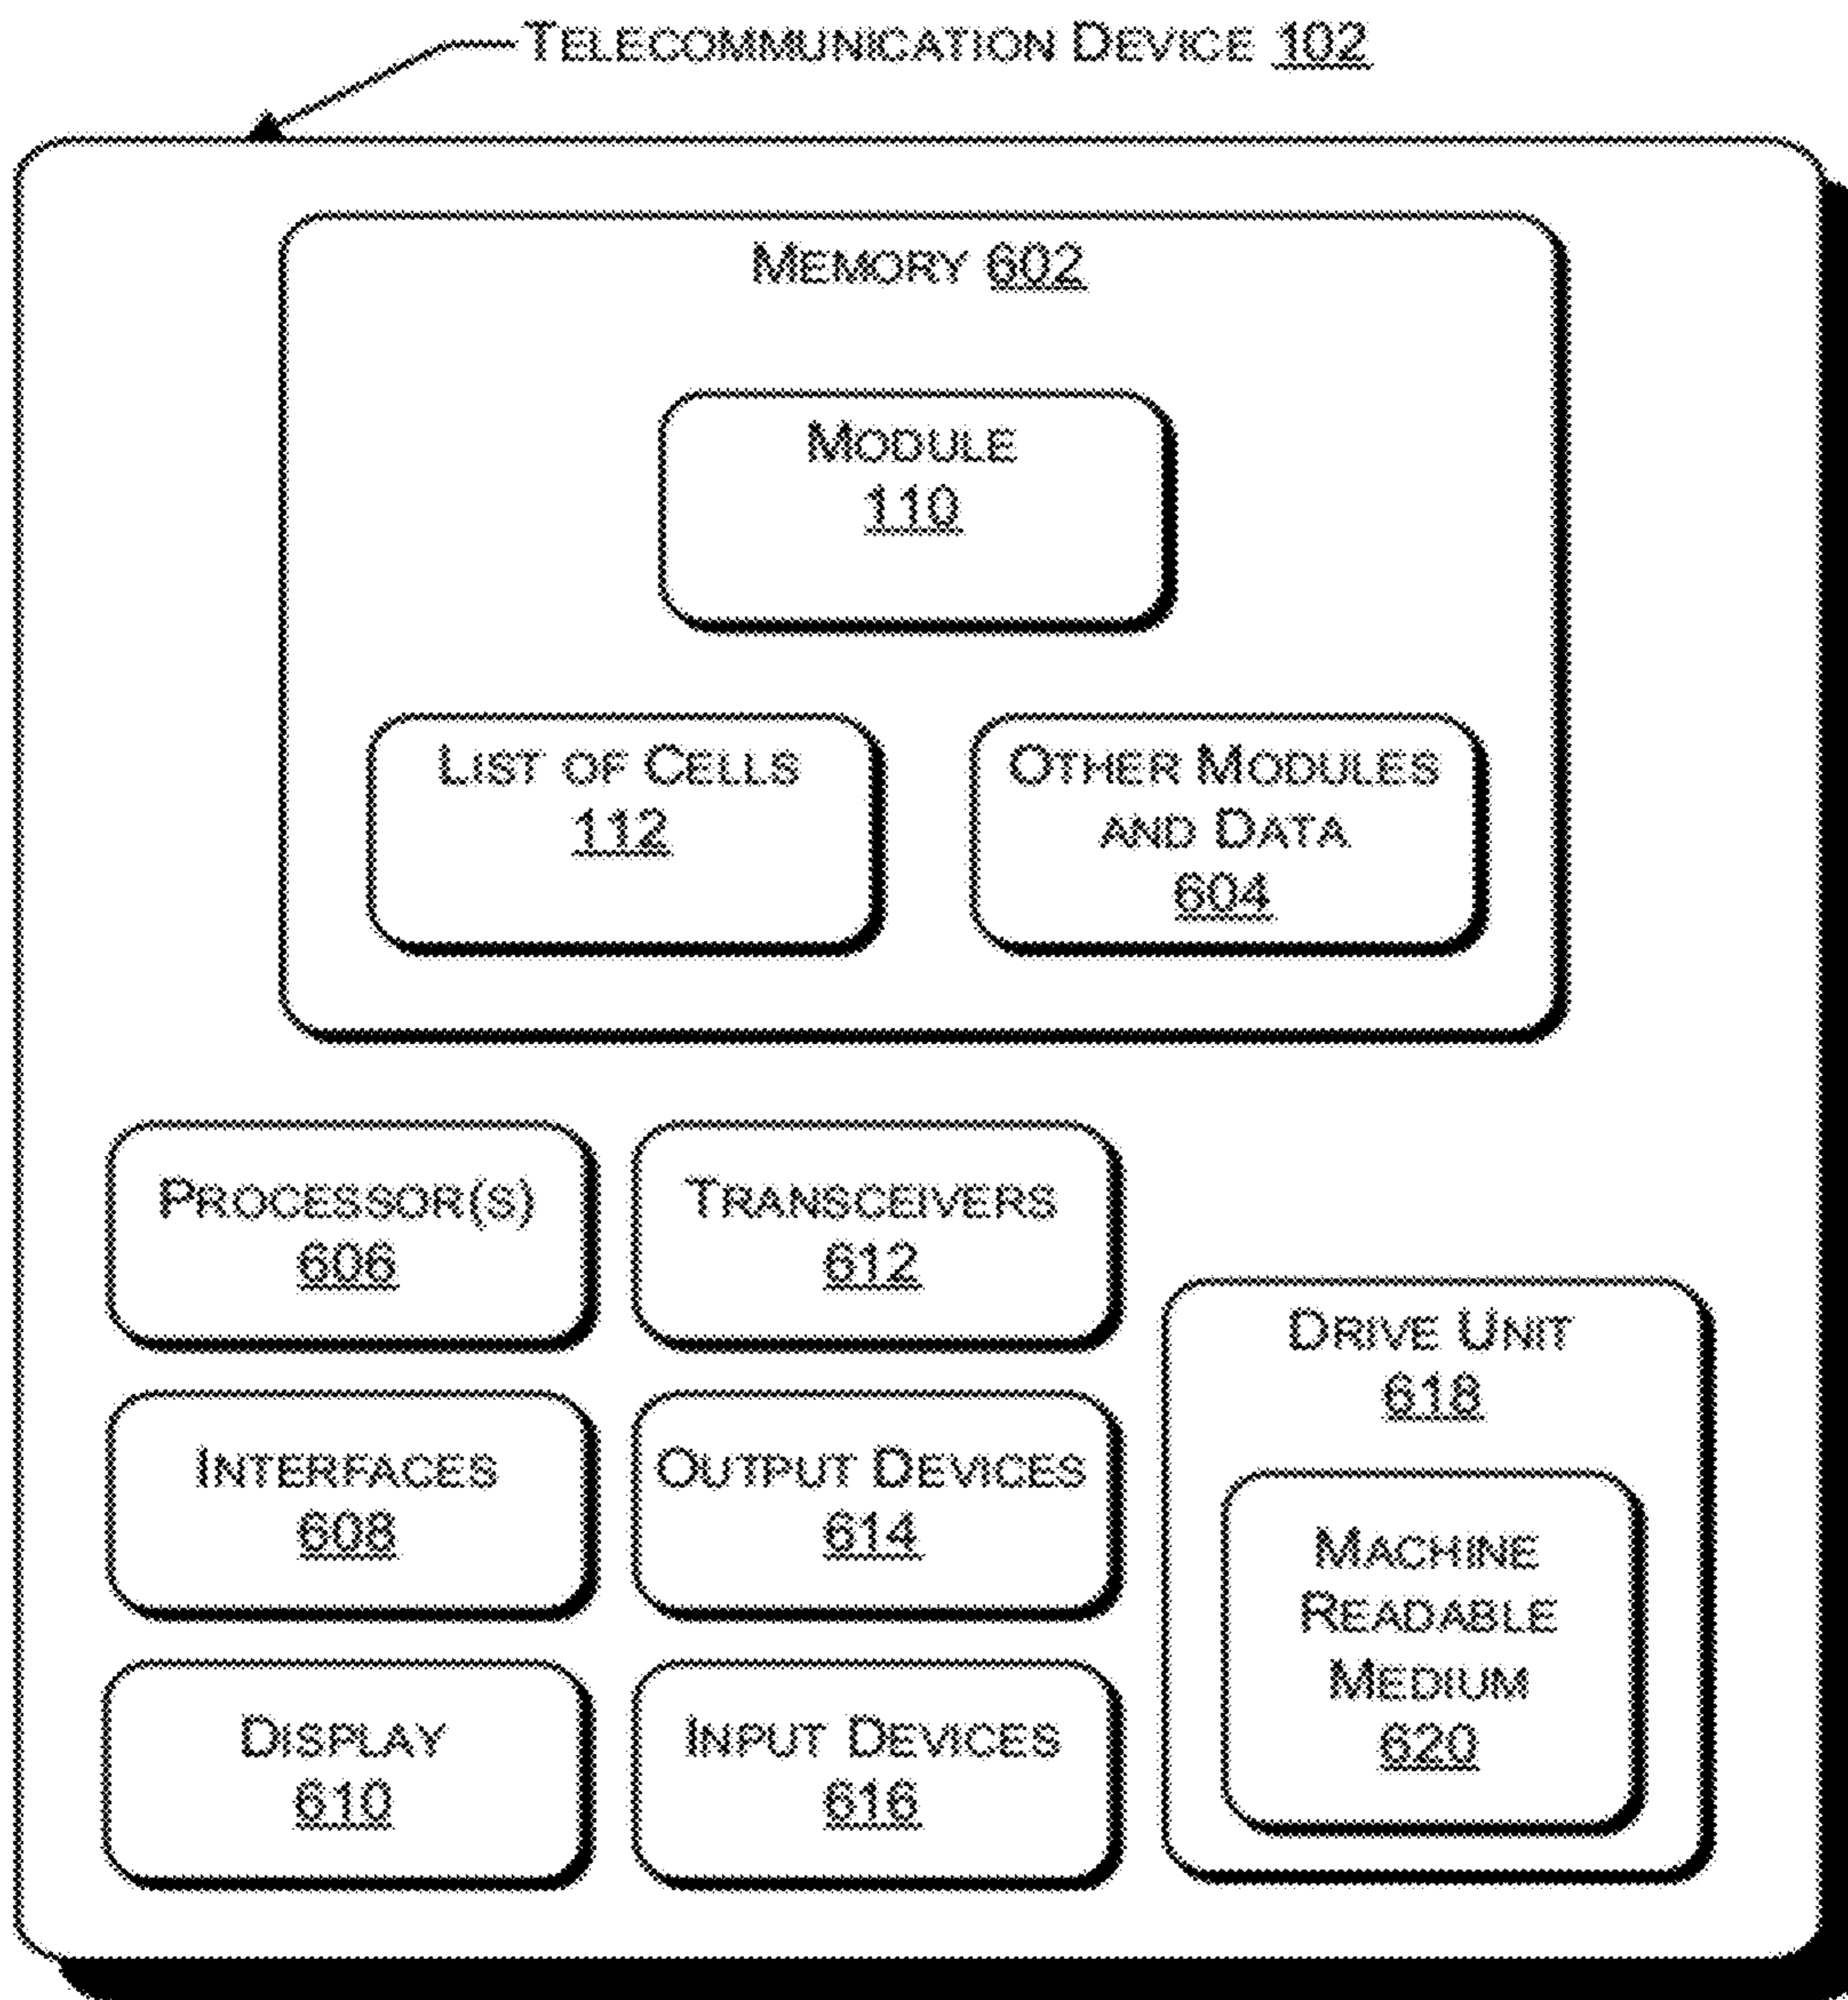 TELECOMMUNICATION DEVICE 102
MEMORY 602
MODULE
110
LIST OF CELLS
112
OTHER MODULES
AND DATA
604
PROCESSOR(S)
606
TRANSCEIVERS
612
INTERFACES
608
OUTPUT DEVICES
614
DISPLAY
610
INPUT DEVICES
616
DRIVE UNIT
618
MACHINE
READABLE
MEDIUM
620